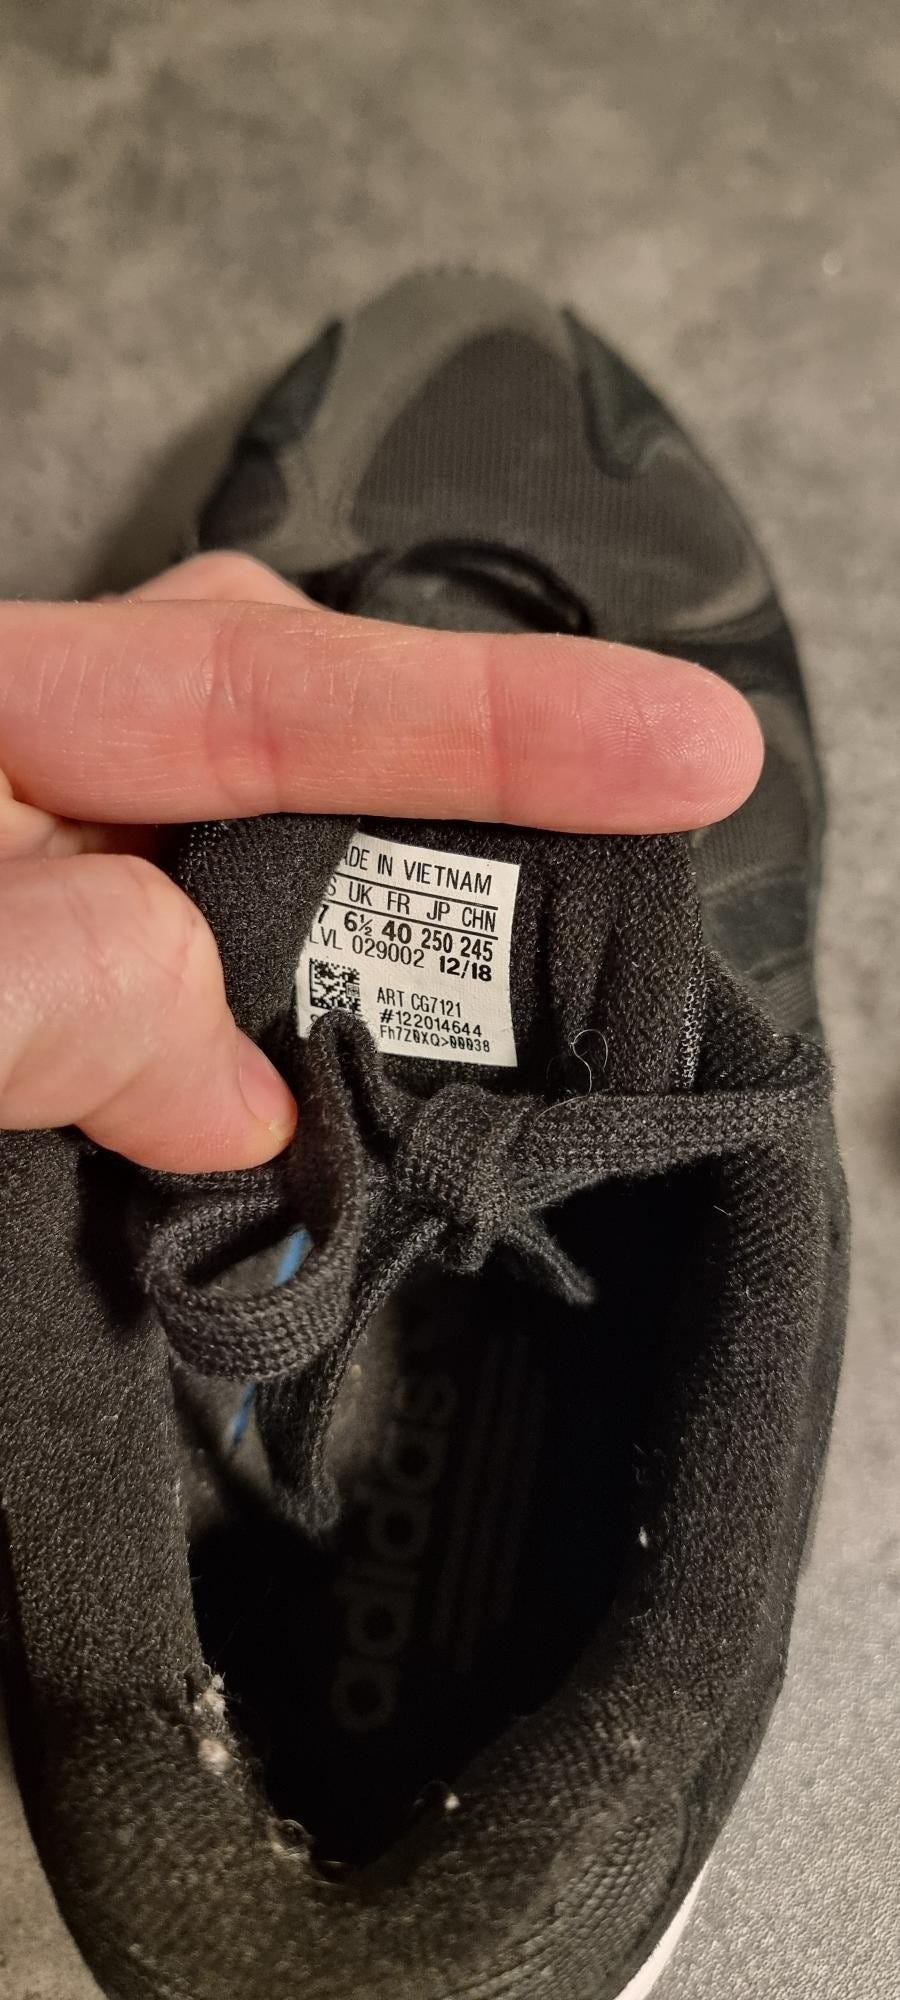 ADE IN VIETNAM
S UK FR JP CHN
7 6½ 40 250 245
LVL 029002 12/18
ART CG7121
#122014644
Fh7Z0XQ>00038
adidas